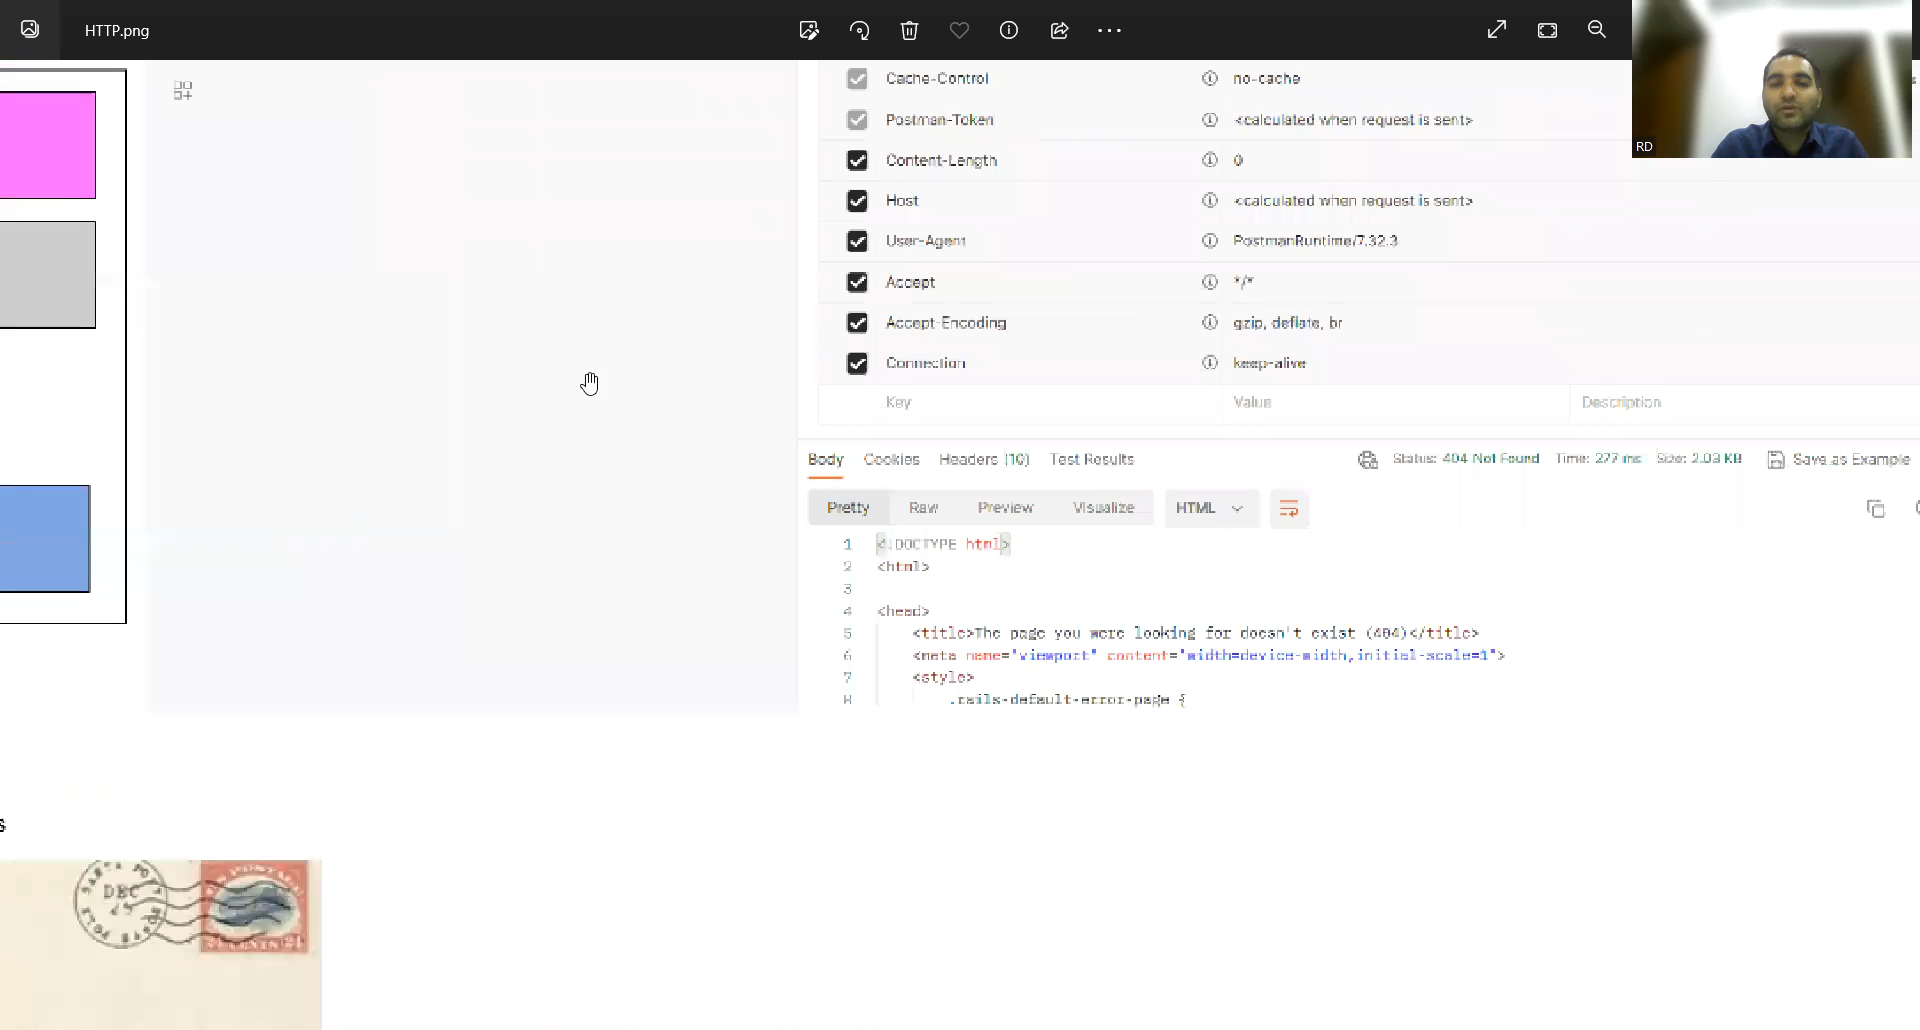 HTTP.png
RD
Cache-Control no-cache
Postman-Token <calculated when request is sent>
Content-Length 0
Host <calculated when request is sent>
User-Agent PostmanRuntime/7.32.3
Accept */*
Accept-Encoding gzip, deflate, br
Connection keep-alive
Key Value Description
Body Cookies Headers (10) Test Results Status: 404 Not Found Time: 277 ms Size: 2.03 KB Save as Example
Pretty Raw Preview Visualize HTML
1 <!DOCTYPE html>
2 <html>
3
4 <head>
5 <title>The page you were looking for doesn't exist (404)</title>
6 <meta name="viewport" content="width=device-width,initial-scale=1">
7 <style>
8 .rails-default-error-page {
s
DEC